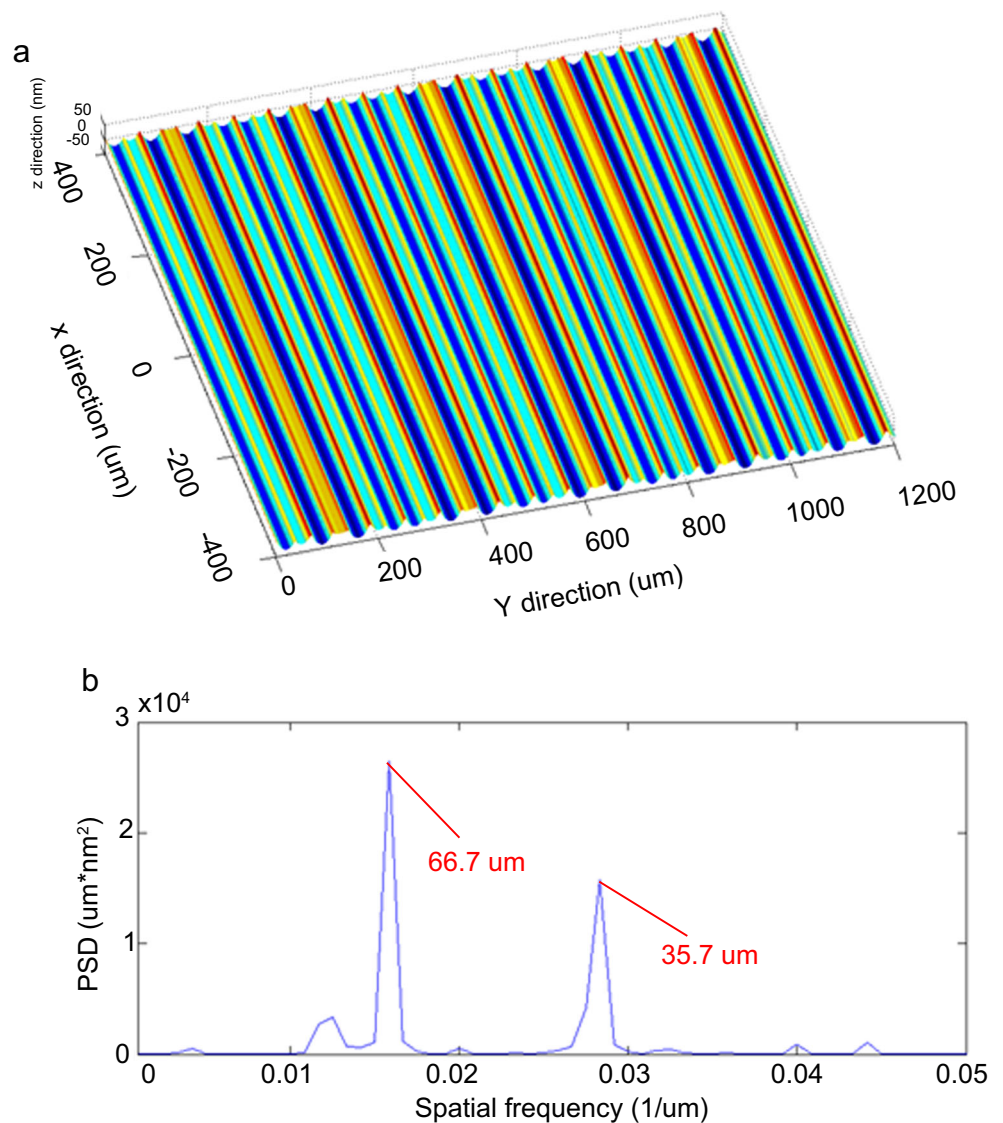 a
z direction (nm)
50
0
-50
400
200
0
-200
-400
x direction (um)
0
200
400
600
800
1000
1200
Y direction (um)
b
x10⁴
3
2
1
0
PSD (um*nm²)
66.7 um
35.7 um
0 0.01 0.02 0.03 0.04 0.05
Spatial frequency (1/um)